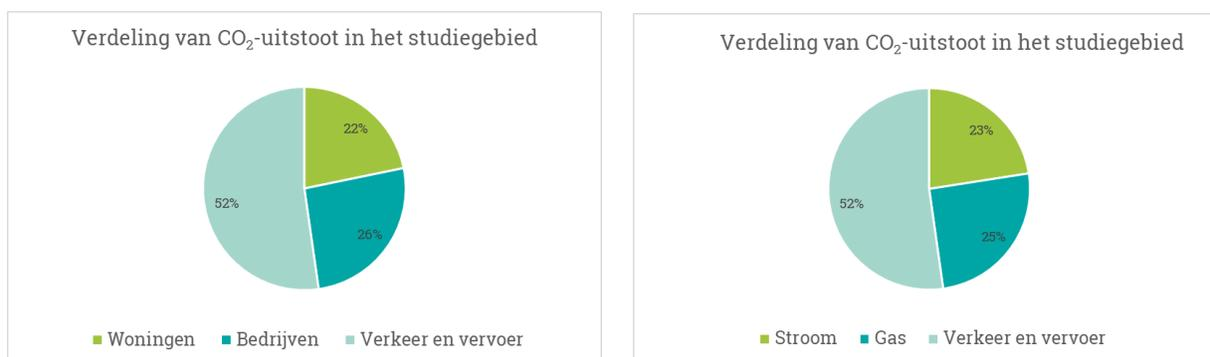 Verdeling van CO₂-uitstoot in het studiegebied
22%
52%
26%
Woningen Bedrijven Verkeer en vervoer
Verdeling van CO₂-uitstoot in het studiegebied
23%
52%
25%
Stroom Gas Verkeer en vervoer